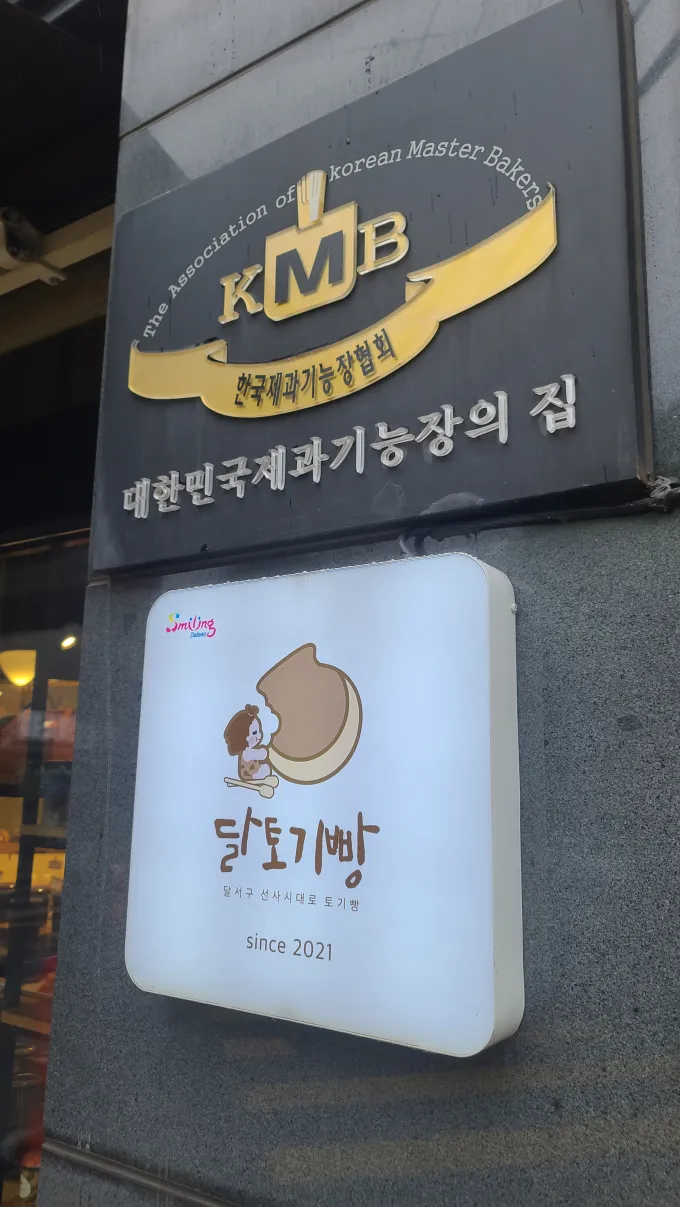 The Association of korean Master Bakers
KMB
한국제과기능장협회
대한민국제과기능장의 집
Smiling
Dalseo
달토기빵
달서구 선사시대로 토기빵
since 2021